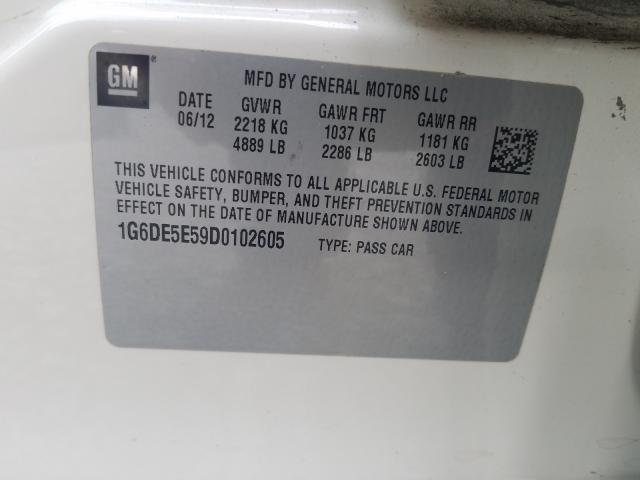 GM ®
MFD BY GENERAL MOTORS LLC
DATE GVWR GAWR FRT GAWR RR
06/12 2218 KG 1037 KG 1181 KG
4889 LB 2286 LB 2603 LB
THIS VEHICLE CONFORMS TO ALL APPLICABLE U.S. FEDERAL MOTOR
VEHICLE SAFETY, BUMPER, AND THEFT PREVENTION STANDARDS IN
EFFECT ON THE DATE OF MANUFACTURE SHOWN ABOVE.
1G6DE5E59D0102605 TYPE: PASS CAR